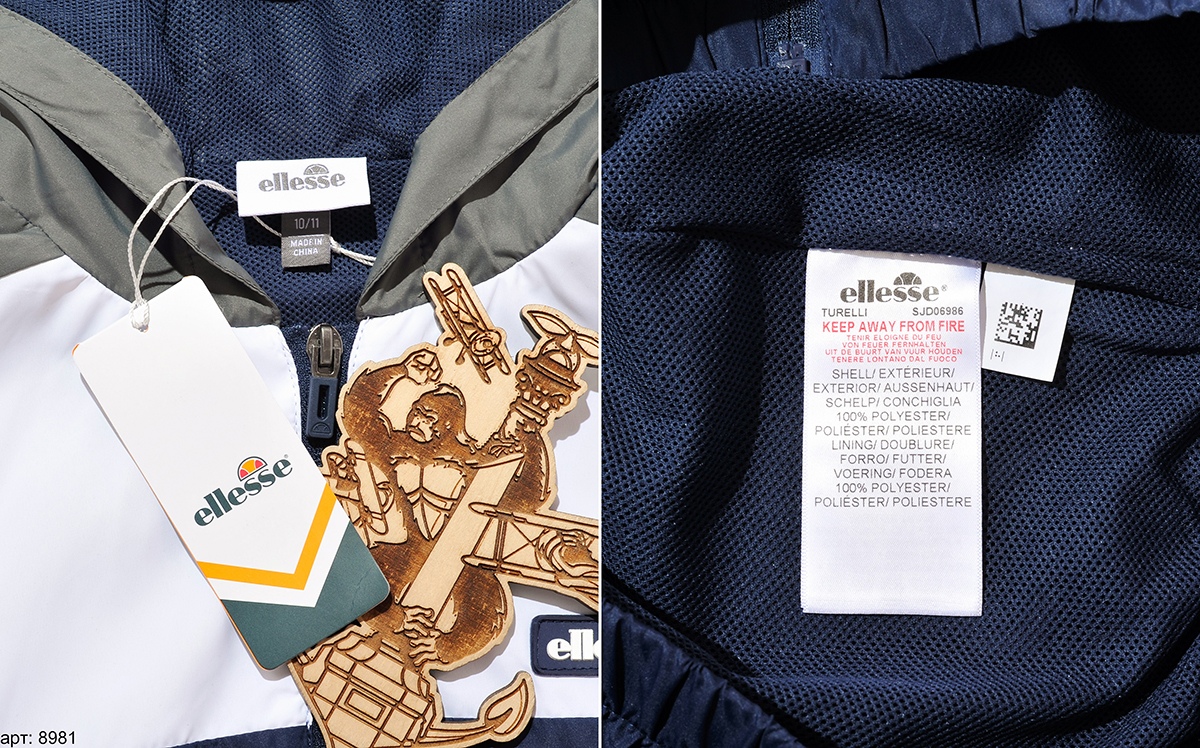 ellesse
10/11
MADE IN
CHINA
ellesse®
арт: 8981
ellesse®
TURELLI SJD06986
KEEP AWAY FROM FIRE
TENIR ELOIGNE DU FEU
VON FEUER FERNHALTEN
UIT DE BUURT VAN VUUR HOUDEN
TENERE LONTANO DAL FUOCO
SHELL/ EXTÉRIEUR/
EXTERIOR/ AUSSENHAUT/
SCHELP/ CONCHIGLIA
100% POLYESTER/
POLIÉSTER/ POLIESTERE
LINING/ DOUBLURE/
FORRO/ FUTTER/
VOERING/ FODERA
100% POLYESTER/
POLIÉSTER/ POLIESTERE